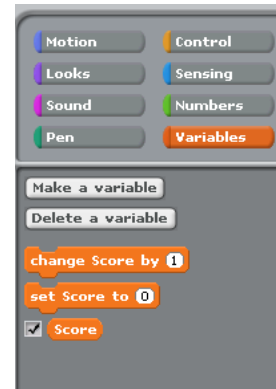 Motion Control
Looks Sensing
Sound Numbers
Pen Variables
Make a variable
Delete a variable
change Score by 1
set Score to 0
Score